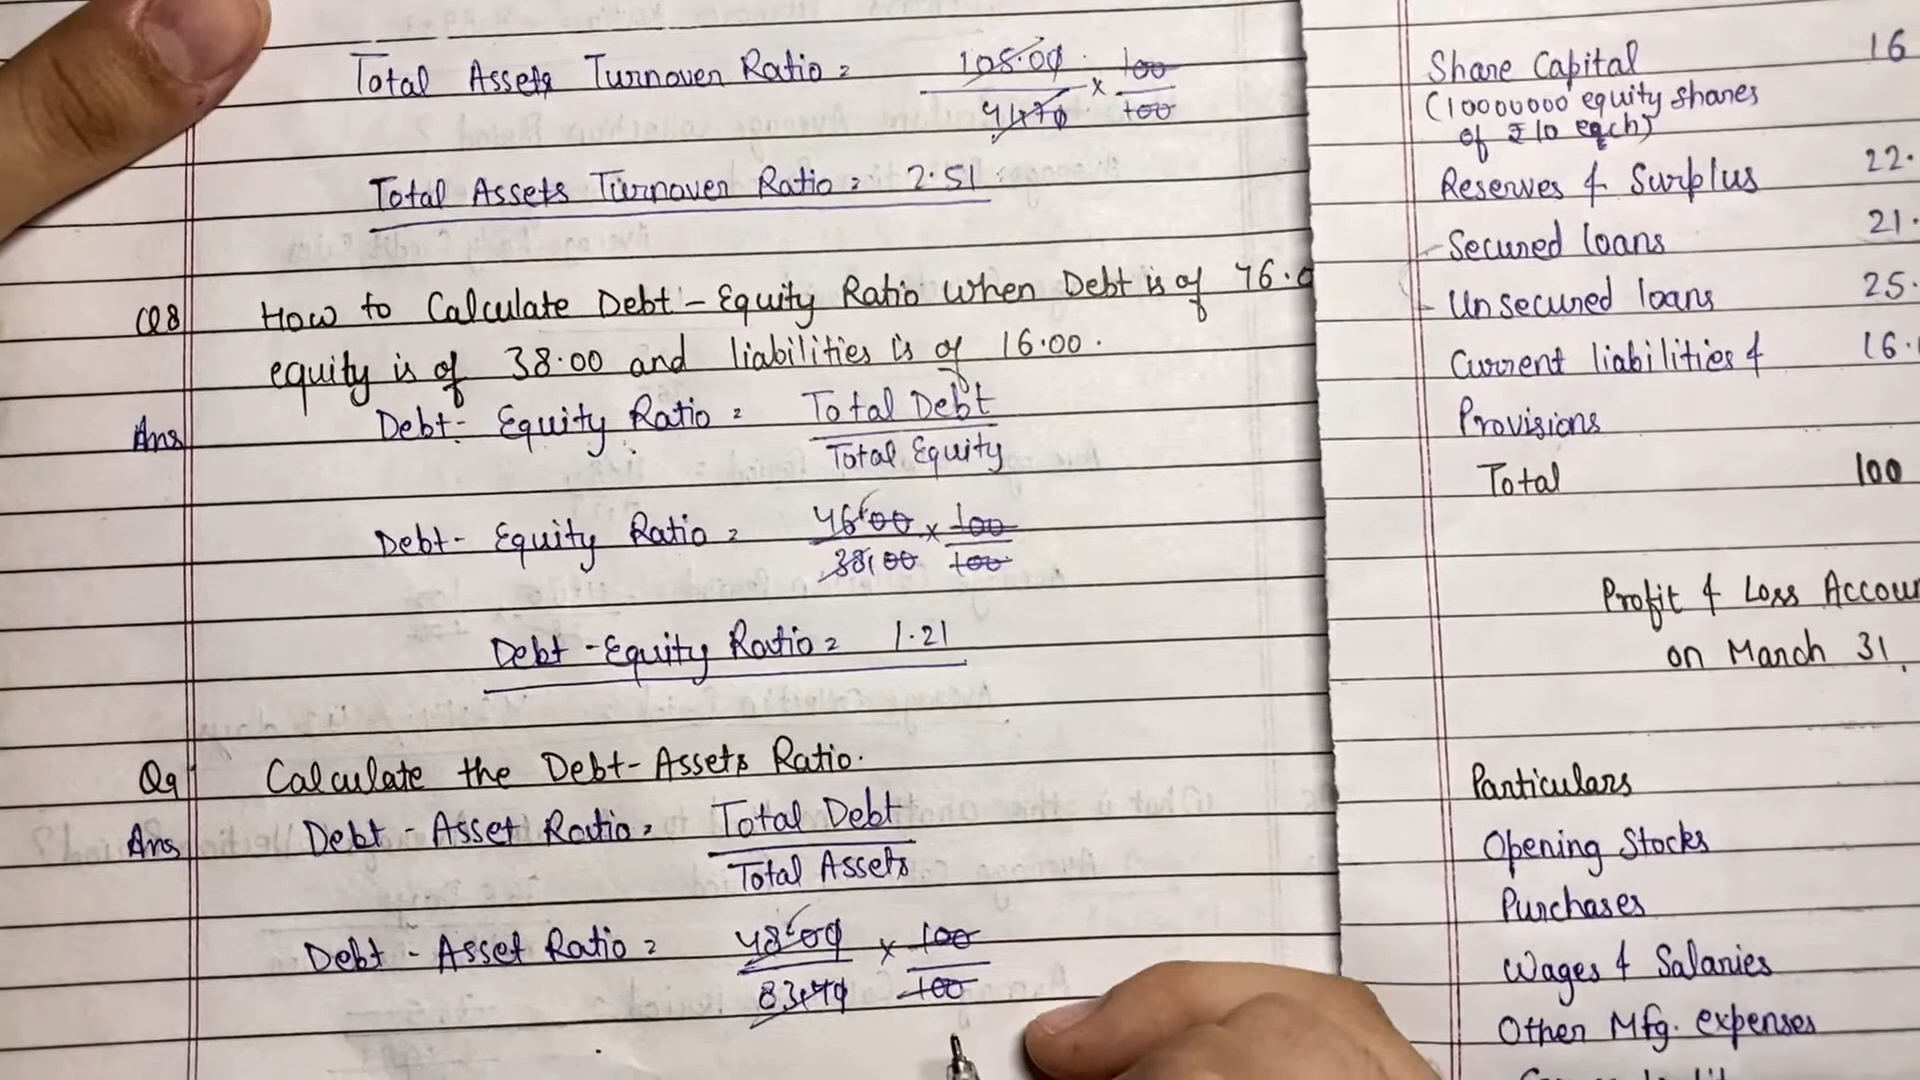 Total Assets Turnover Ratio = 105.00 × 100
100
Total Assets Turnover Ratio = 2.51
Q8 How to Calculate Debt - Equity Ratio when Debt is of 46.0
equity is of 38.00 and liabilities is of 16.00.
Ans Debt - Equity Ratio = Total Debt
Total Equity
Debt - Equity Ratio = 46.00 × 100
38.00 100
Debt - Equity Ratio = 1.21
Q9 Calculate the Debt - Assets Ratio.
Ans Debt - Asset Ratio = Total Debt
Total Assets
Debt - Asset Ratio = 48.00 × 100
83.40 100
Share Capital 16
(10000000 equity shares
of ₹10 each)
Reserves & Surplus 22.
Secured loans 21.
Unsecured loans 25.
Current liabilities & 16.
Provisions
Total 100
Profit & Loss Accou
on March 31,
Particulars
Opening Stocks
Purchases
Wages & Salaries
Other Mfg. expenses